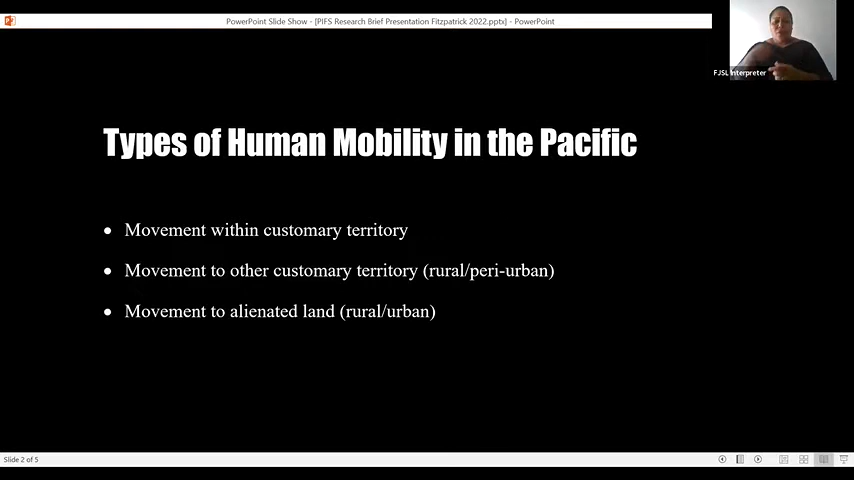 PowerPoint Slide Show - [PIFS Research Brief Presentation Fitzpatrick 2022.pptx] - PowerPoint
FJSL Interpreter
Types of Human Mobility in the Pacific
• Movement within customary territory
• Movement to other customary territory (rural/peri-urban)
• Movement to alienated land (rural/urban)
Slide 2 of 5